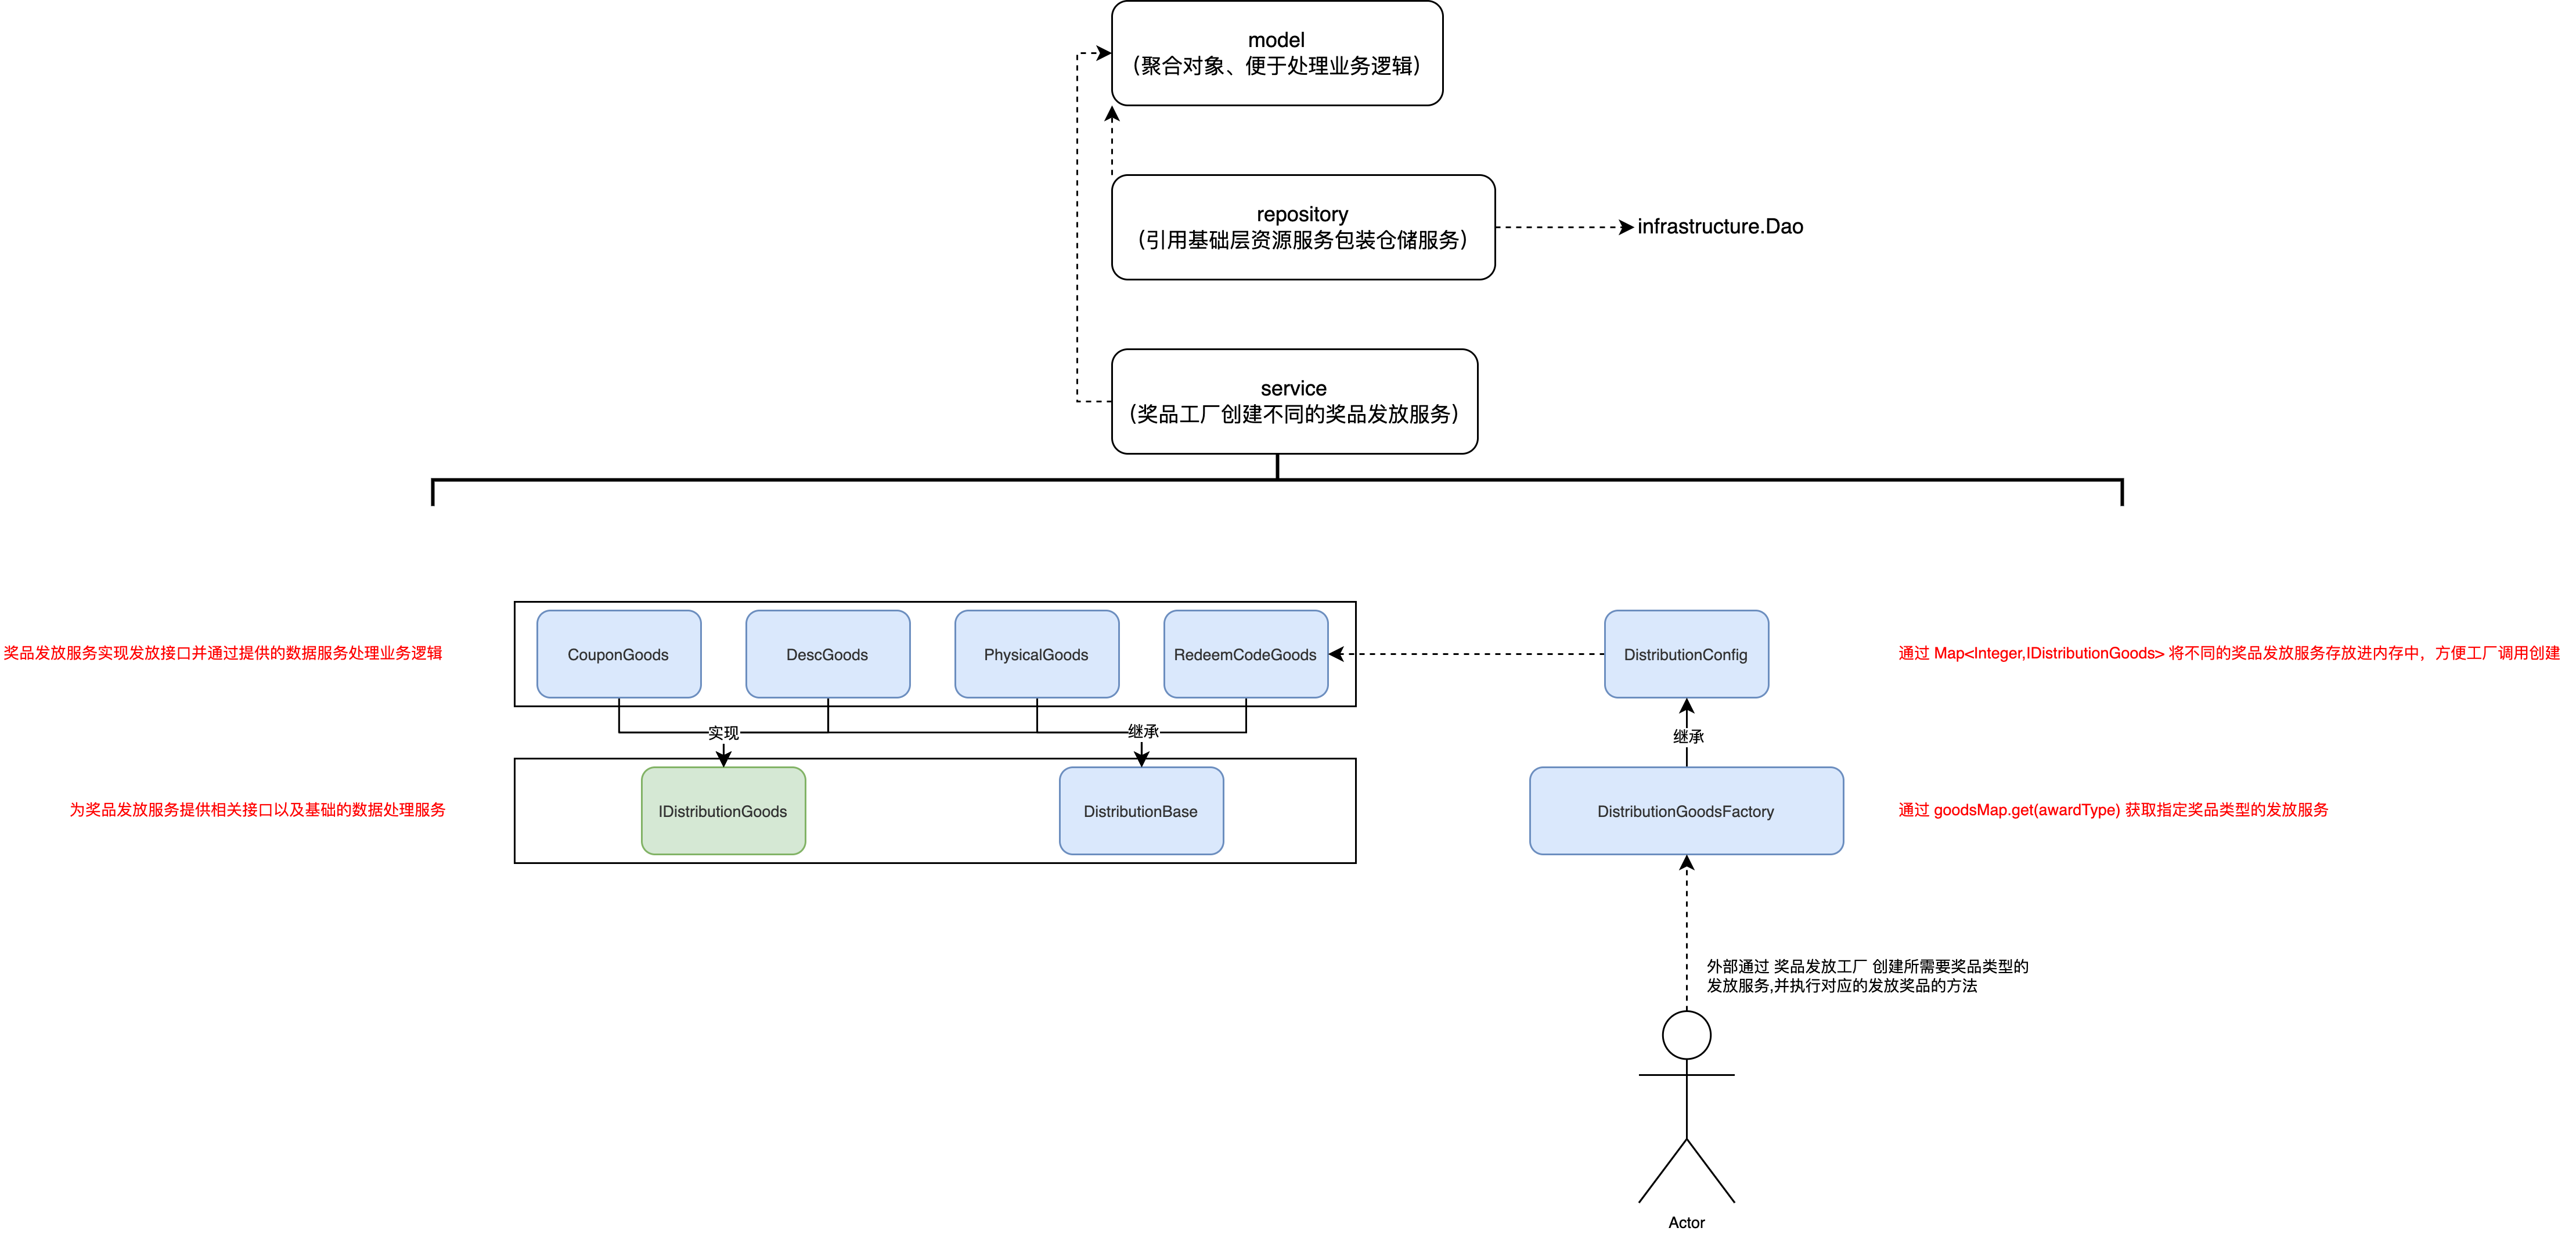 model
（聚合对象、便于处理业务逻辑）
repository
（引用基础层资源服务包装仓储服务）
infrastructure.Dao
service
（奖品工厂创建不同的奖品发放服务）
奖品发放服务实现发放接口并通过提供的数据服务处理业务逻辑
CouponGoods
DescGoods
PhysicalGoods
RedeemCodeGoods
DistributionConfig
通过 Map<Integer,IDistributionGoods> 将不同的奖品发放服务存放进内存中，方便工厂调用创建
实现
继承
继承
为奖品发放服务提供相关接口以及基础的数据处理服务
IDistributionGoods
DistributionBase
DistributionGoodsFactory
通过 goodsMap.get(awardType) 获取指定奖品类型的发放服务
外部通过 奖品发放工厂 创建所需要奖品类型的
发放服务,并执行对应的发放奖品的方法
Actor